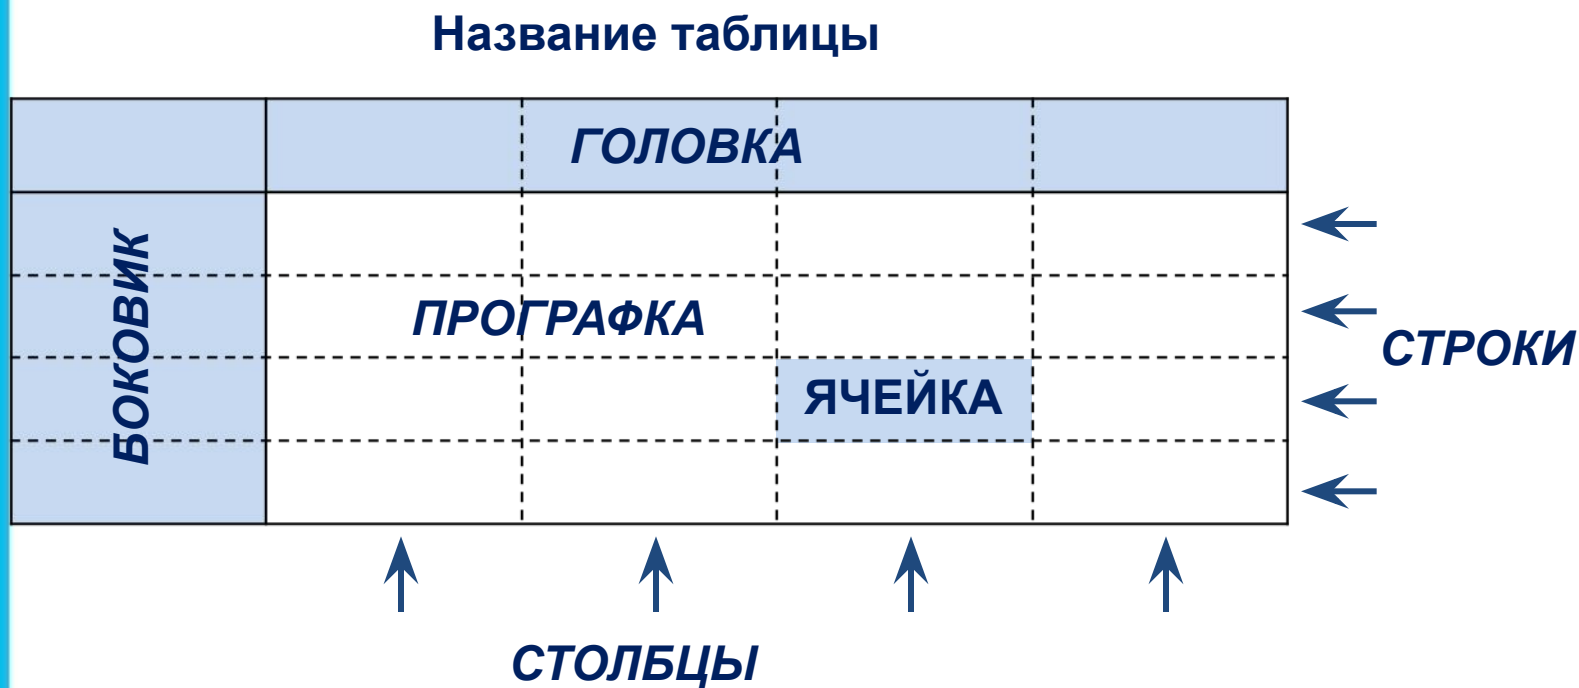 Название таблицы
ГОЛОВКА
БОКОВИК
ПРОГРАФКА
ЯЧЕЙКА
СТРОКИ
СТОЛБЦЫ